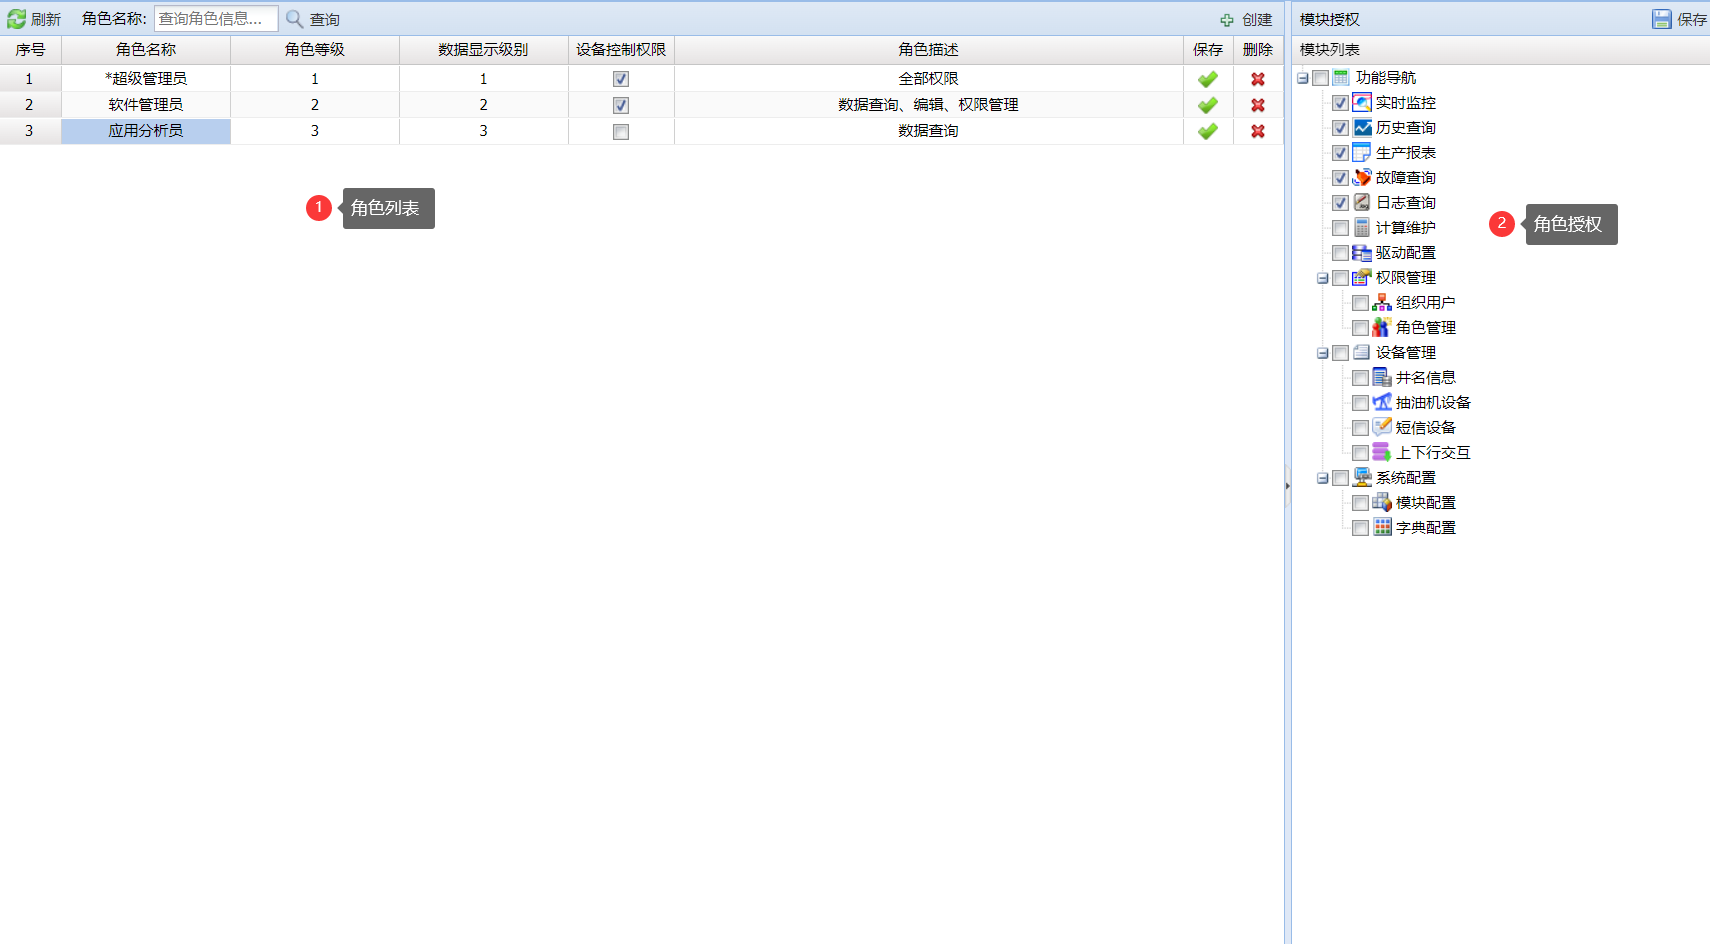 刷新 角色名称: 查询角色信息... 查询 创建
序号 角色名称 角色等级 数据显示级别 设备控制权限 角色描述 保存 删除
1 *超级管理员 1 1 全部权限
2 软件管理员 2 2 数据查询、编辑、权限管理
3 应用分析员 3 3 数据查询
1 角色列表
模块授权 保存
模块列表
功能导航
实时监控
历史查询
生产报表
故障查询
日志查询
计算维护
驱动配置
权限管理
组织用户
角色管理
设备管理
井名信息
抽油机设备
短信设备
上下行交互
系统配置
模块配置
字典配置
2 角色授权